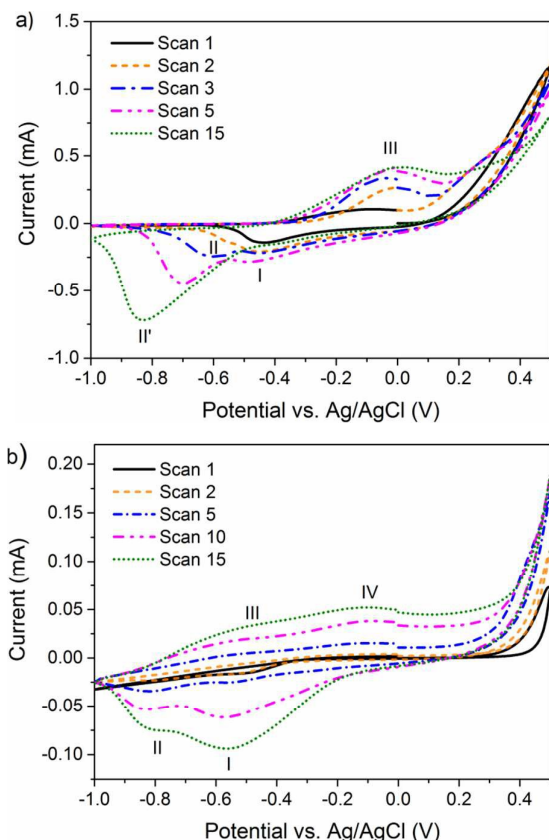 a)
1.5
1.0
0.5
0.0
-0.5
-1.0
Current (mA)
Scan 1
Scan 2
Scan 3
Scan 5
Scan 15
III
II
I
II'
-1.0 -0.8 -0.6 -0.4 -0.2 0.0 0.2 0.4
Potential vs. Ag/AgCl (V)
b)
0.20
0.15
0.10
0.05
0.00
-0.05
-0.10
Current (mA)
Scan 1
Scan 2
Scan 5
Scan 10
Scan 15
III
IV
II
I
-1.0 -0.8 -0.6 -0.4 -0.2 0.0 0.2 0.4
Potential vs. Ag/AgCl (V)